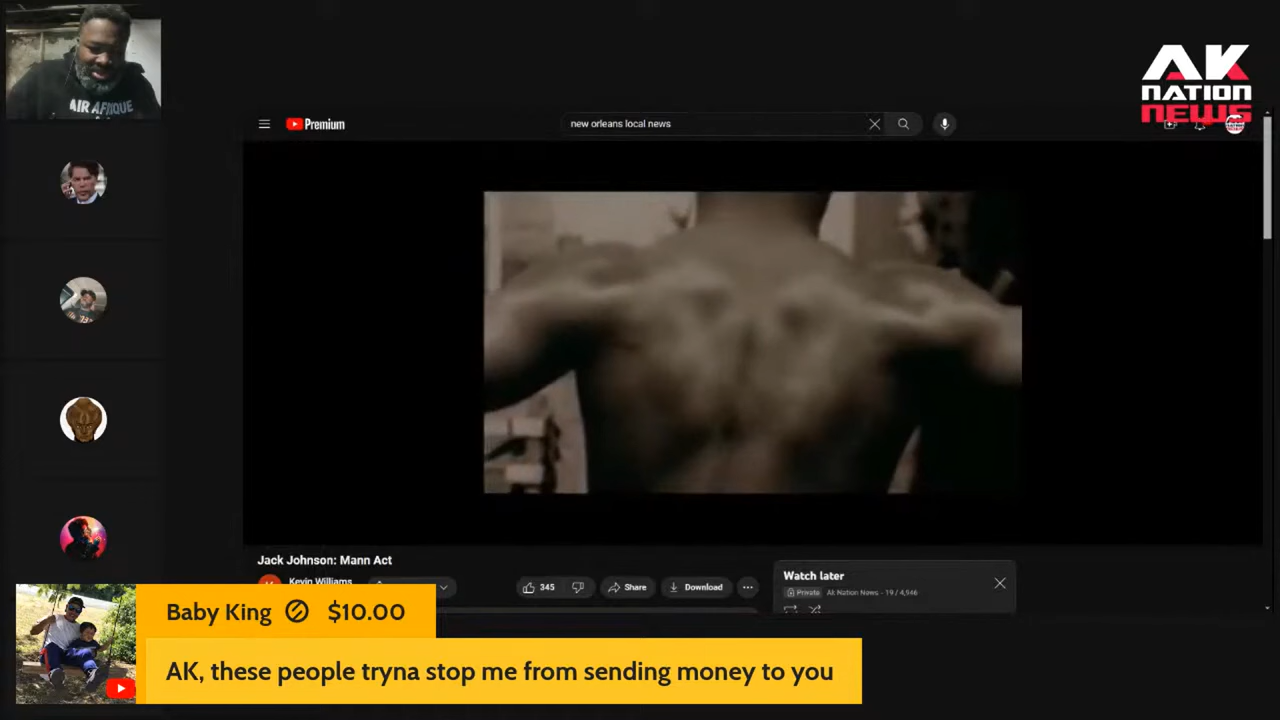 AIR AFRIQUE
AK
NATION
NEWS
Premium
new orleans local news
Jack Johnson: Mann Act
Kevin Williams
345
Share
Download
Watch later
Private
Ak Nation News - 19 / 4,546
Baby King $10.00
AK, these people tryna stop me from sending money to you